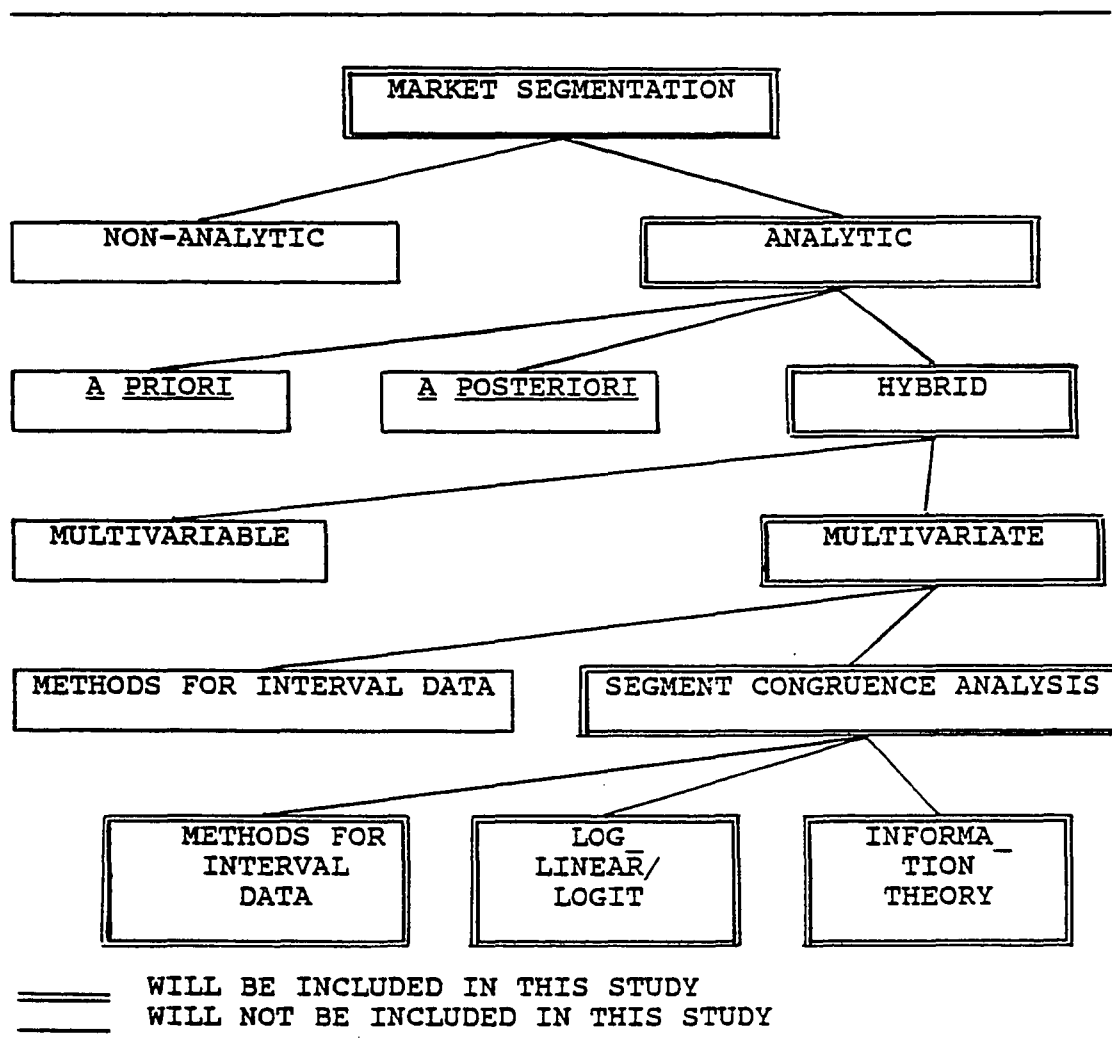 MARKET SEGMENTATION
NON-ANALYTIC
ANALYTIC
A PRIORI
A POSTERIORI
HYBRID
MULTIVARIABLE
MULTIVARIATE
METHODS FOR INTERVAL DATA
SEGMENT CONGRUENCE ANALYSIS
METHODS FOR
INTERVAL
DATA
LOG_
LINEAR/
LOGIT
INFORMA_
TION
THEORY
WILL BE INCLUDED IN THIS STUDY
WILL NOT BE INCLUDED IN THIS STUDY